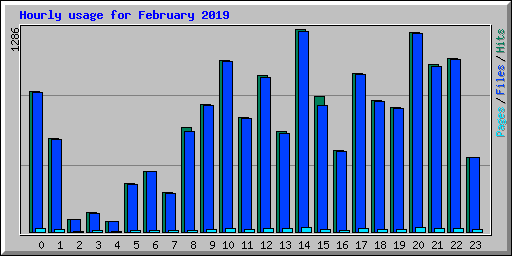 Hourly usage for February 2019
1286
Pages/Files/Hits
0 1 2 3 4 5 6 7 8 9 10 11 12 13 14 15 16 17 18 19 20 21 22 23